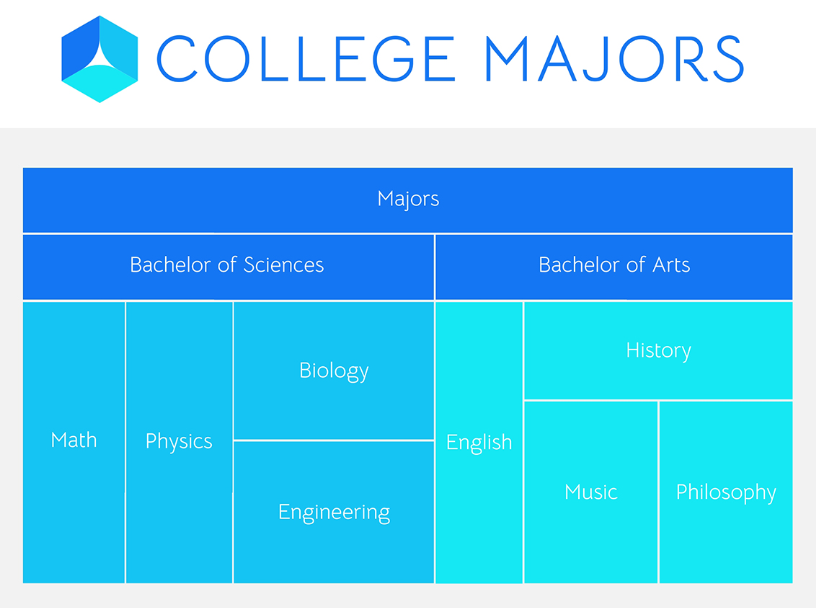 COLLEGE MAJORS
Majors
Bachelor of Sciences
Bachelor of Arts
Math
Physics
Biology
Engineering
English
History
Music
Philosophy